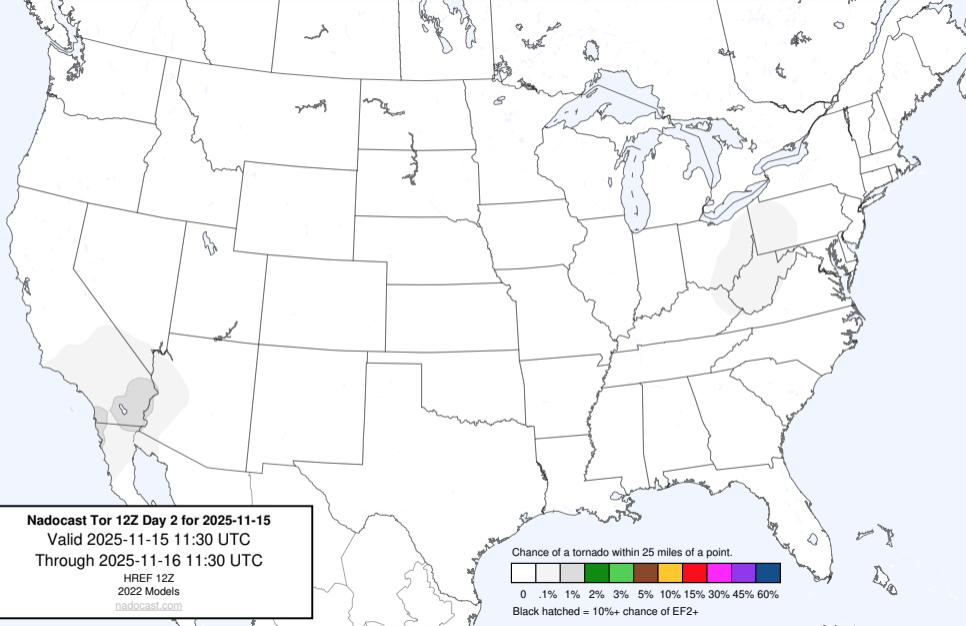 Nadocast Tor 12Z Day 2 for 2025-11-15
Valid 2025-11-15 11:30 UTC
Through 2025-11-16 11:30 UTC
HREF 12Z
2022 Models
nadocast.com
Chance of a tornado within 25 miles of a point.
0 .1% 1% 2% 3% 5% 10% 15% 30% 45% 60%
Black hatched = 10%+ chance of EF2+